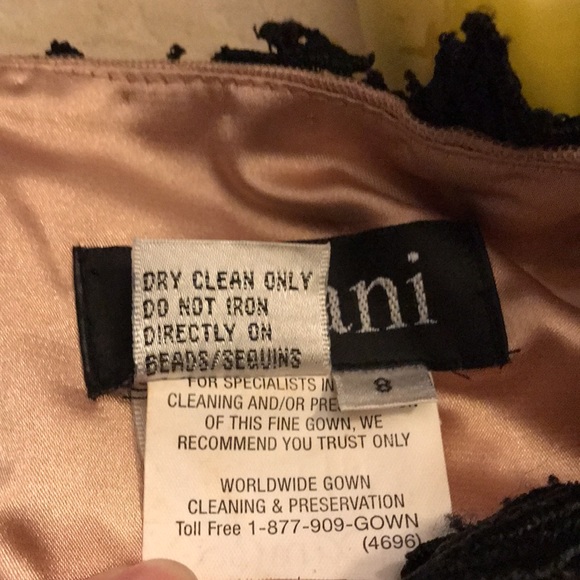 DRY CLEAN ONLY
DO NOT IRON
DIRECTLY ON
BEADS/SEQUINS
ani
8
FOR SPECIALISTS IN
CLEANING AND/OR PRE
OF THIS FINE GOWN, WE
RECOMMEND YOU TRUST ONLY
WORLDWIDE GOWN
CLEANING & PRESERVATION
Toll Free 1-877-909-GOWN
(4696)